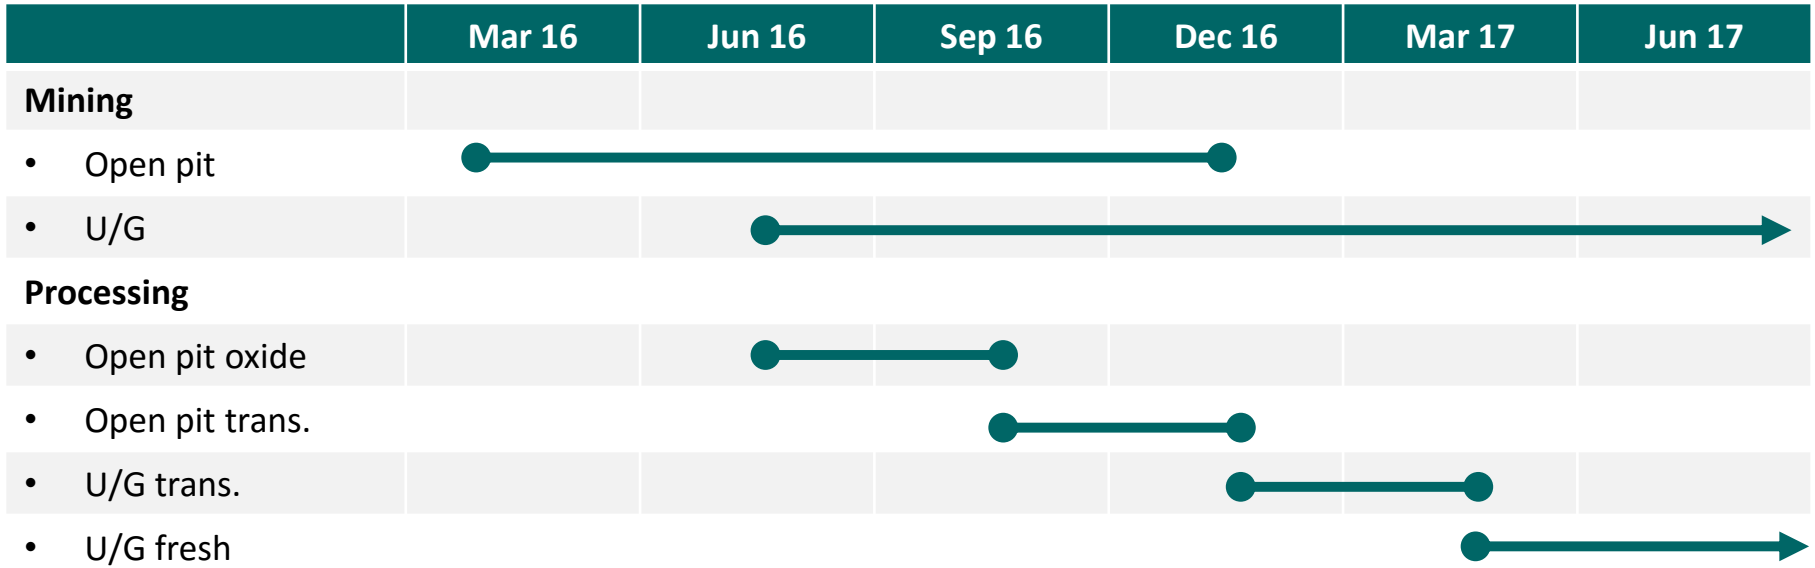 Mar 16 Jun 16 Sep 16 Dec 16 Mar 17 Jun 17
Mining
• Open pit
• U/G
Processing
• Open pit oxide
• Open pit trans.
• U/G trans.
• U/G fresh